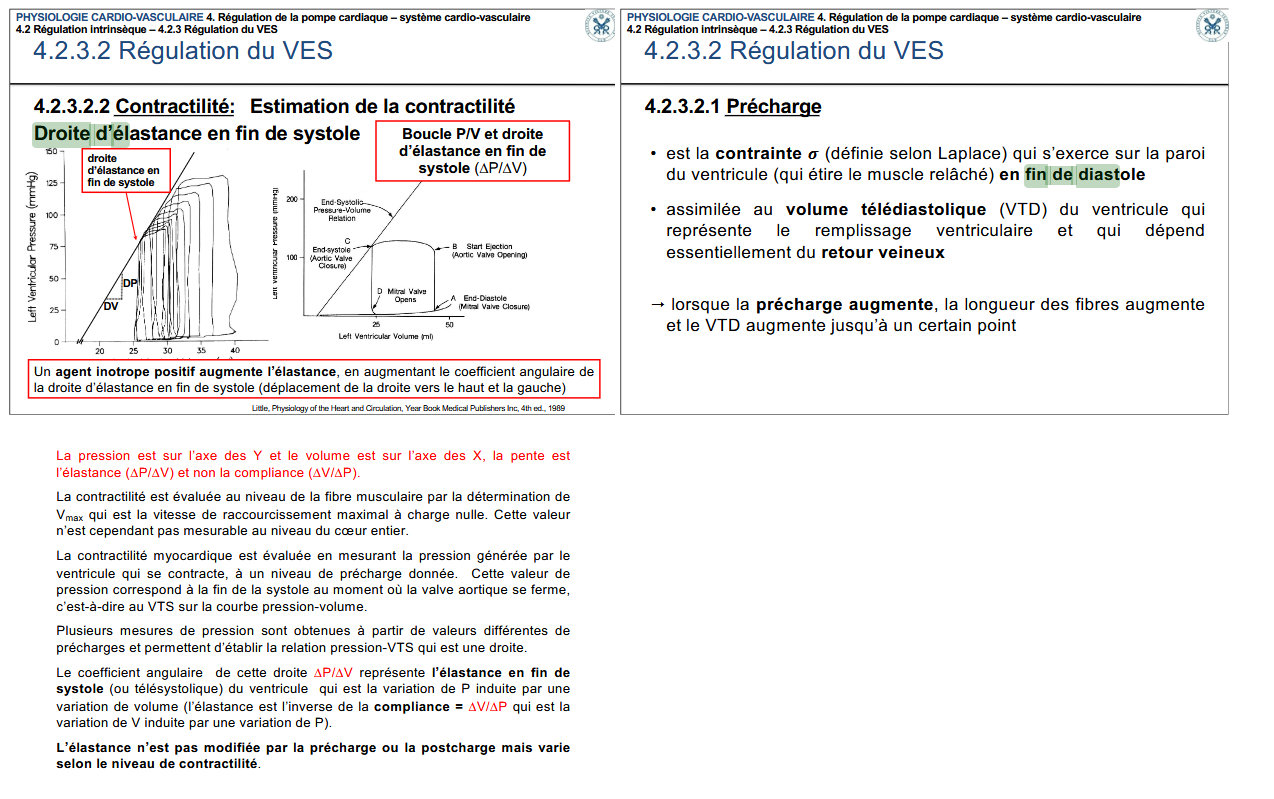 PHYSIOLOGIE CARDIO-VASCULAIRE 4. Régulation de la pompe cardiaque – système cardio-vasculaire
4.2 Régulation intrinsèque – 4.2.3 Régulation du VES
4.2.3.2 Régulation du VES
4.2.3.2.2 Contractilité: Estimation de la contractilité
Droite d’élastance en fin de systole
Boucle P/V et droite
d’élastance en fin de
systole (∆P/∆V)
droite
d’élastance en
fin de systole
Left Ventricular Pressure (mmHg)
150
125
100
75
50
25
0
DP
DV
20 25 30 35 40
Left Ventricular Pressure (mmHg)
200
100
End-Systolic
Pressure-Volume
Relation
C
End-systole
(Aortic Valve
Closure)
B Start Ejection
(Aortic Valve Opening)
D Mitral Valve
Opens
A End-Diastole
(Mitral Valve Closure)
25 50
Left Ventricular Volume (ml)
Un agent inotrope positif augmente l’élastance, en augmentant le coefficient angulaire de
la droite d’élastance en fin de systole (déplacement de la droite vers le haut et la gauche)
Little, Physiology of the Heart and Circulation, Year Book Medical Publishers Inc, 4th ed., 1989
PHYSIOLOGIE CARDIO-VASCULAIRE 4. Régulation de la pompe cardiaque – système cardio-vasculaire
4.2 Régulation intrinsèque – 4.2.3 Régulation du VES
4.2.3.2 Régulation du VES
4.2.3.2.1 Précharge
• est la contrainte σ (définie selon Laplace) qui s’exerce sur la paroi
du ventricule (qui étire le muscle relâché) en fin de diastole
• assimilée au volume télédiastolique (VTD) du ventricule qui
représente le remplissage ventriculaire et qui dépend
essentiellement du retour veineux
→ lorsque la précharge augmente, la longueur des fibres augmente
et le VTD augmente jusqu’à un certain point
La pression est sur l’axe des Y et le volume est sur l’axe des X, la pente est
l’élastance (∆P/∆V) et non la compliance (∆V/∆P).
La contractilité est évaluée au niveau de la fibre musculaire par la détermination de
Vmax qui est la vitesse de raccourcissement maximal à charge nulle. Cette valeur
n’est cependant pas mesurable au niveau du cœur entier.
La contractilité myocardique est évaluée en mesurant la pression générée par le
ventricule qui se contracte, à un niveau de précharge donnée. Cette valeur de
pression correspond à la fin de la systole au moment où la valve aortique se ferme,
c’est-à-dire au VTS sur la courbe pression-volume.
Plusieurs mesures de pression sont obtenues à partir de valeurs différentes de
précharges et permettent d’établir la relation pression-VTS qui est une droite.
Le coefficient angulaire de cette droite ∆P/∆V représente l’élastance en fin de
systole (ou télésystolique) du ventricule qui est la variation de P induite par une
variation de volume (l’élastance est l’inverse de la compliance = ∆V/∆P qui est la
variation de V induite par une variation de P).
L’élastance n’est pas modifiée par la précharge ou la postcharge mais varie
selon le niveau de contractilité.